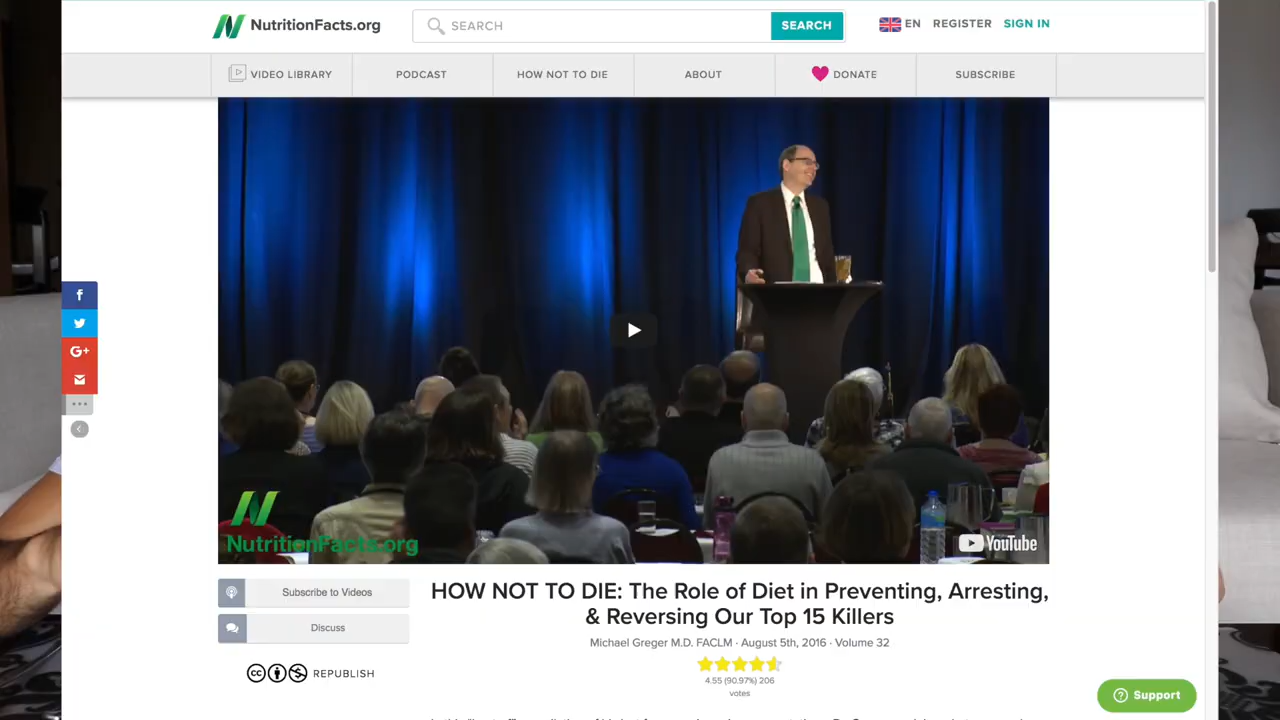 NutritionFacts.org
SEARCH
SEARCH
EN
REGISTER
SIGN IN
VIDEO LIBRARY
PODCAST
HOW NOT TO DIE
ABOUT
DONATE
SUBSCRIBE
f
G+
NutritionFacts.org
YouTube
Subscribe to Videos
Discuss
cc
REPUBLISH
HOW NOT TO DIE: The Role of Diet in Preventing, Arresting,
& Reversing Our Top 15 Killers
Michael Greger M.D. FACLM · August 5th, 2016 · Volume 32
4.55 (90.97%) 206
votes
Support